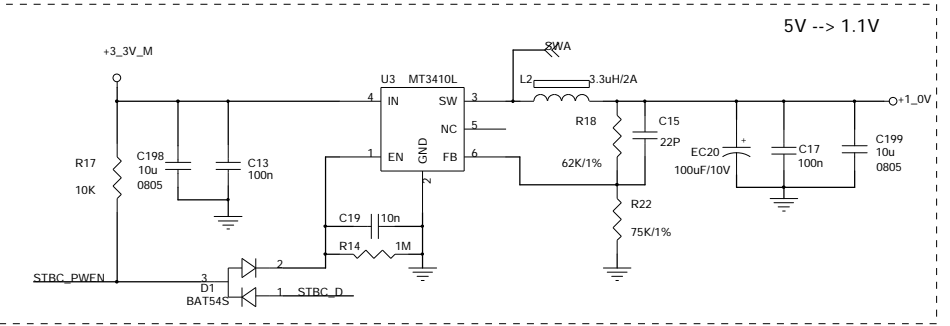 5V --> 1.1V
+3_3V_M
SWA
U3 MT3410L
L2 3.3uH/2A
4 IN SW 3
+1_0V
R17
10K
C198
10u
0805
C13
100n
NC 5
R18
62K/1%
C15
22P
EC20
100uF/10V
+
C17
100n
C199
10u
0805
1 EN GND FB 6
2
R22
75K/1%
C19 10n
R14 1M
STBC_PWEN
3
2
D1
BAT54S
1 STBC_D